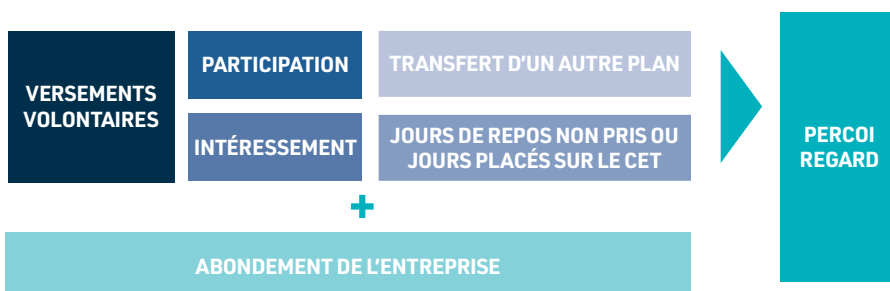 VERSEMENTS
VOLONTAIRES
PARTICIPATION
TRANSFERT D'UN AUTRE PLAN
INTÉRESSEMENT
JOURS DE REPOS NON PRIS OU
JOURS PLACÉS SUR LE CET
+
ABONDEMENT DE L'ENTREPRISE
PERCOI
REGARD